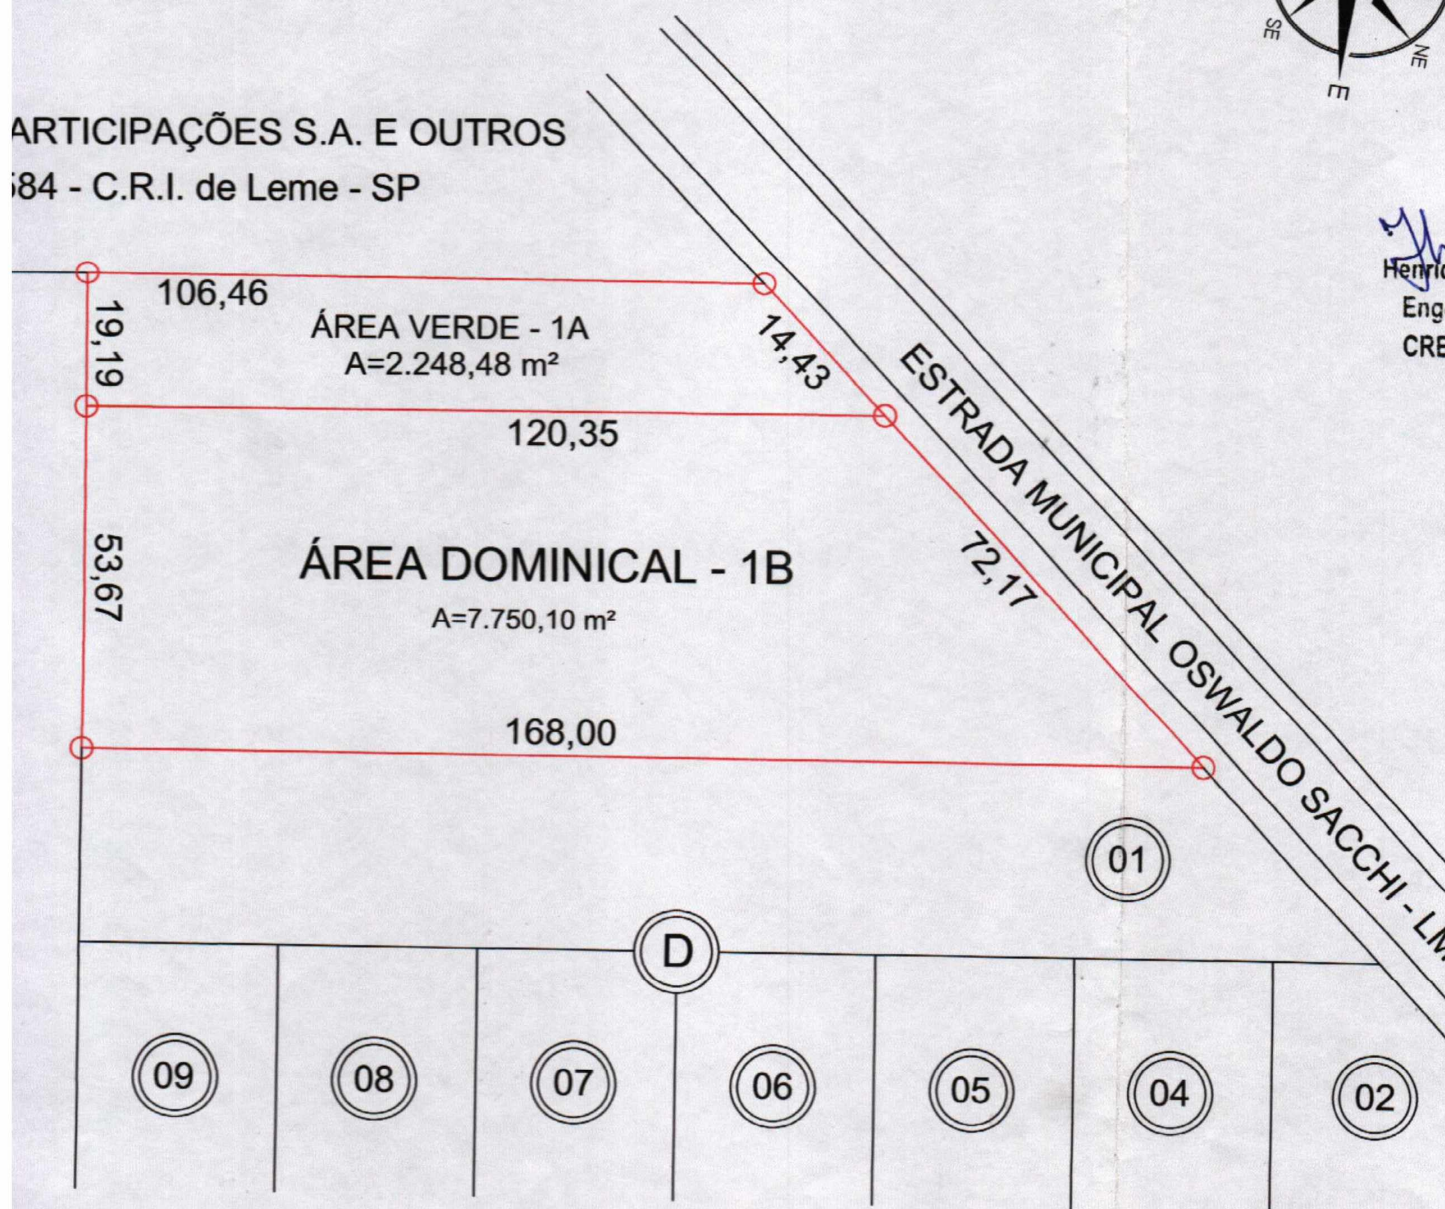 SE
NE
E
ARTICIPAÇÕES S.A. E OUTROS
584 - C.R.I. de Leme - SP
Henric
Eng
CRE
106,46
19,19
ÁREA VERDE - 1A
A=2.248,48 m²
14,43
120,35
ESTRADA MUNICIPAL OSWALDO SACCHI - LM
53,67
ÁREA DOMINICAL - 1B
A=7.750,10 m²
72,17
168,00
01
D
09
08
07
06
05
04
02